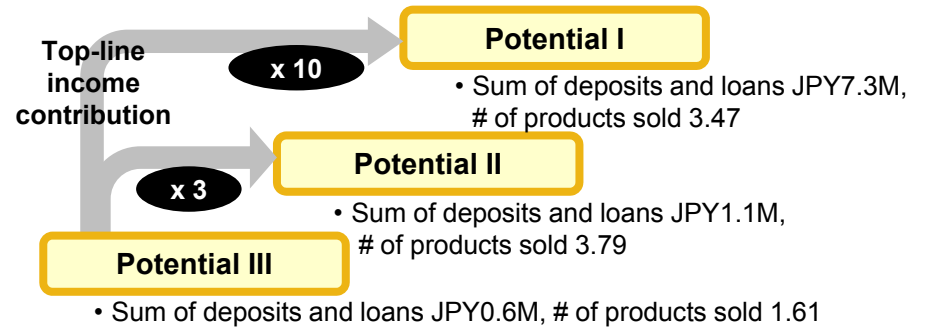 Potential I
Top-line
income
contribution
x 10
• Sum of deposits and loans JPY7.3M,
# of products sold 3.47
Potential II
x 3
• Sum of deposits and loans JPY1.1M,
# of products sold 3.79
Potential III
• Sum of deposits and loans JPY0.6M, # of products sold 1.61